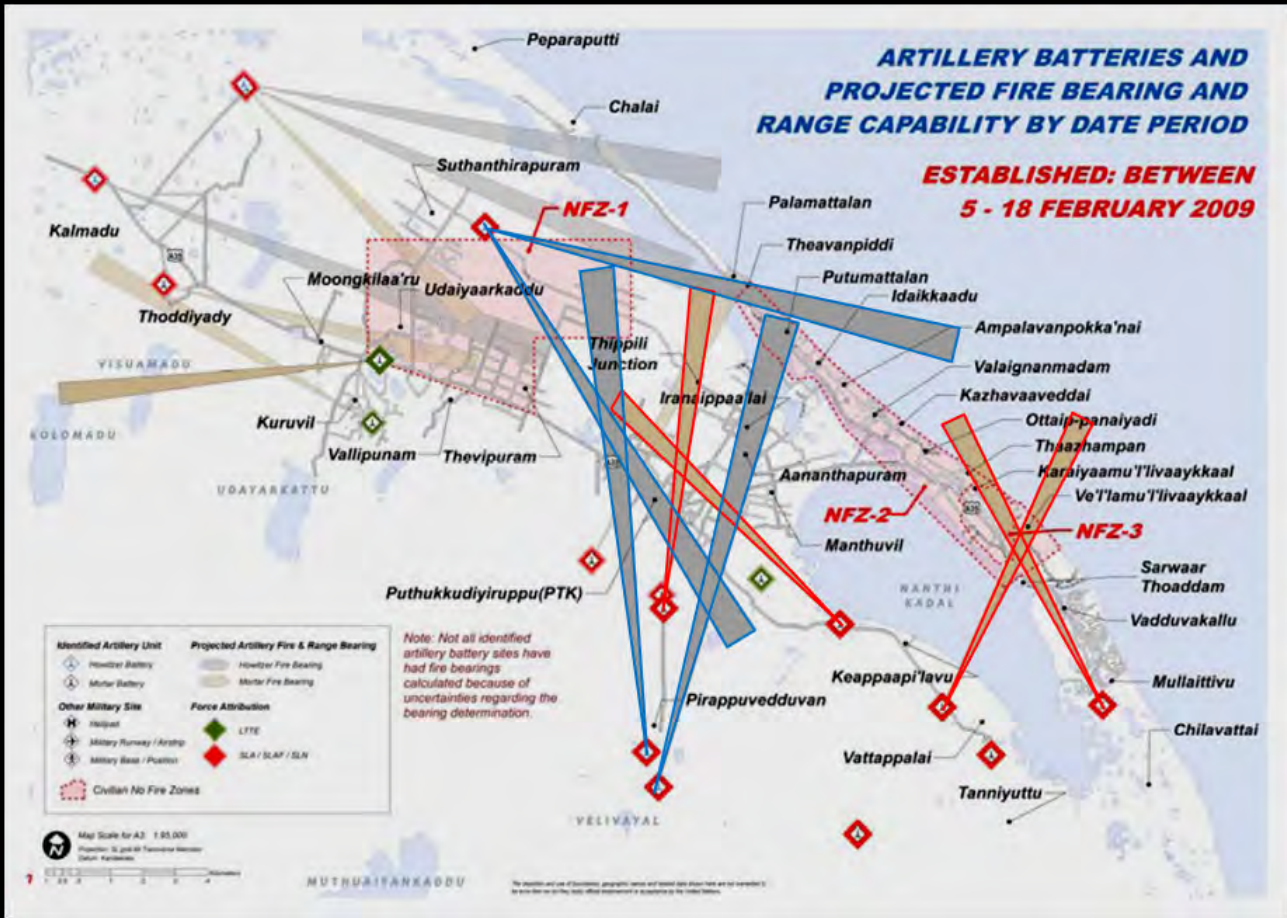 ARTILLERY BATTERIES AND
PROJECTED FIRE BEARING AND
RANGE CAPABILITY BY DATE PERIOD
ESTABLISHED: BETWEEN
5 - 18 FEBRUARY 2009
Peparaputti
Chalai
Suthanthirapuram
NFZ-1
Palamattalan
Theavanpiddi
Putumattalan
Idaikkaadu
Kalmadu
A35
Moongkilaa'ru
Udaiyaarkaddu
Ampalavanpokka'nai
Thoddiyady
Thippili
Junction
Valaignanmadam
VISUAMADU
Iranaippaalai
Kazhavaaveddai
Kuruvil
Ottaip-panaiyadi
KOLOMADU
Vallipunam
Thevipuram
Thaazhampan
Karaiyaamu'l'livaaykkaal
Aananthapuram
Ve'l'lamu'l'livaaykkaal
UDAYARKATTU
A35
NFZ-2
NFZ-3
Manthuvil
Sarwaar
Thoaddam
Puthukkudiyiruppu(PTK)
NANTHI
KADAL
Vadduvakallu
Keappaapi'lavu
Mullaittivu
Pirappuvedduvan
Chilavattai
Vattappalai
Tanniyuttu
VELIVAYAL
MUTHUAIYANKADDU
Identified Artillery Unit
Howitzer Battery
Mortar Battery
Other Military Site
Helipad
Military Runway / Airstrip
Military Base / Position
Projected Artillery Fire & Range Bearing
Howitzer Fire Bearing
Mortar Fire Bearing
Force Attribution
LTTE
SLA / SLAF / SLN
Civilian No Fire Zones
Note: Not all identified
artillery battery sites have
had fire bearings
calculated because of
uncertainties regarding the
bearing determination.
N
Map Scale for A3: 1:95,000